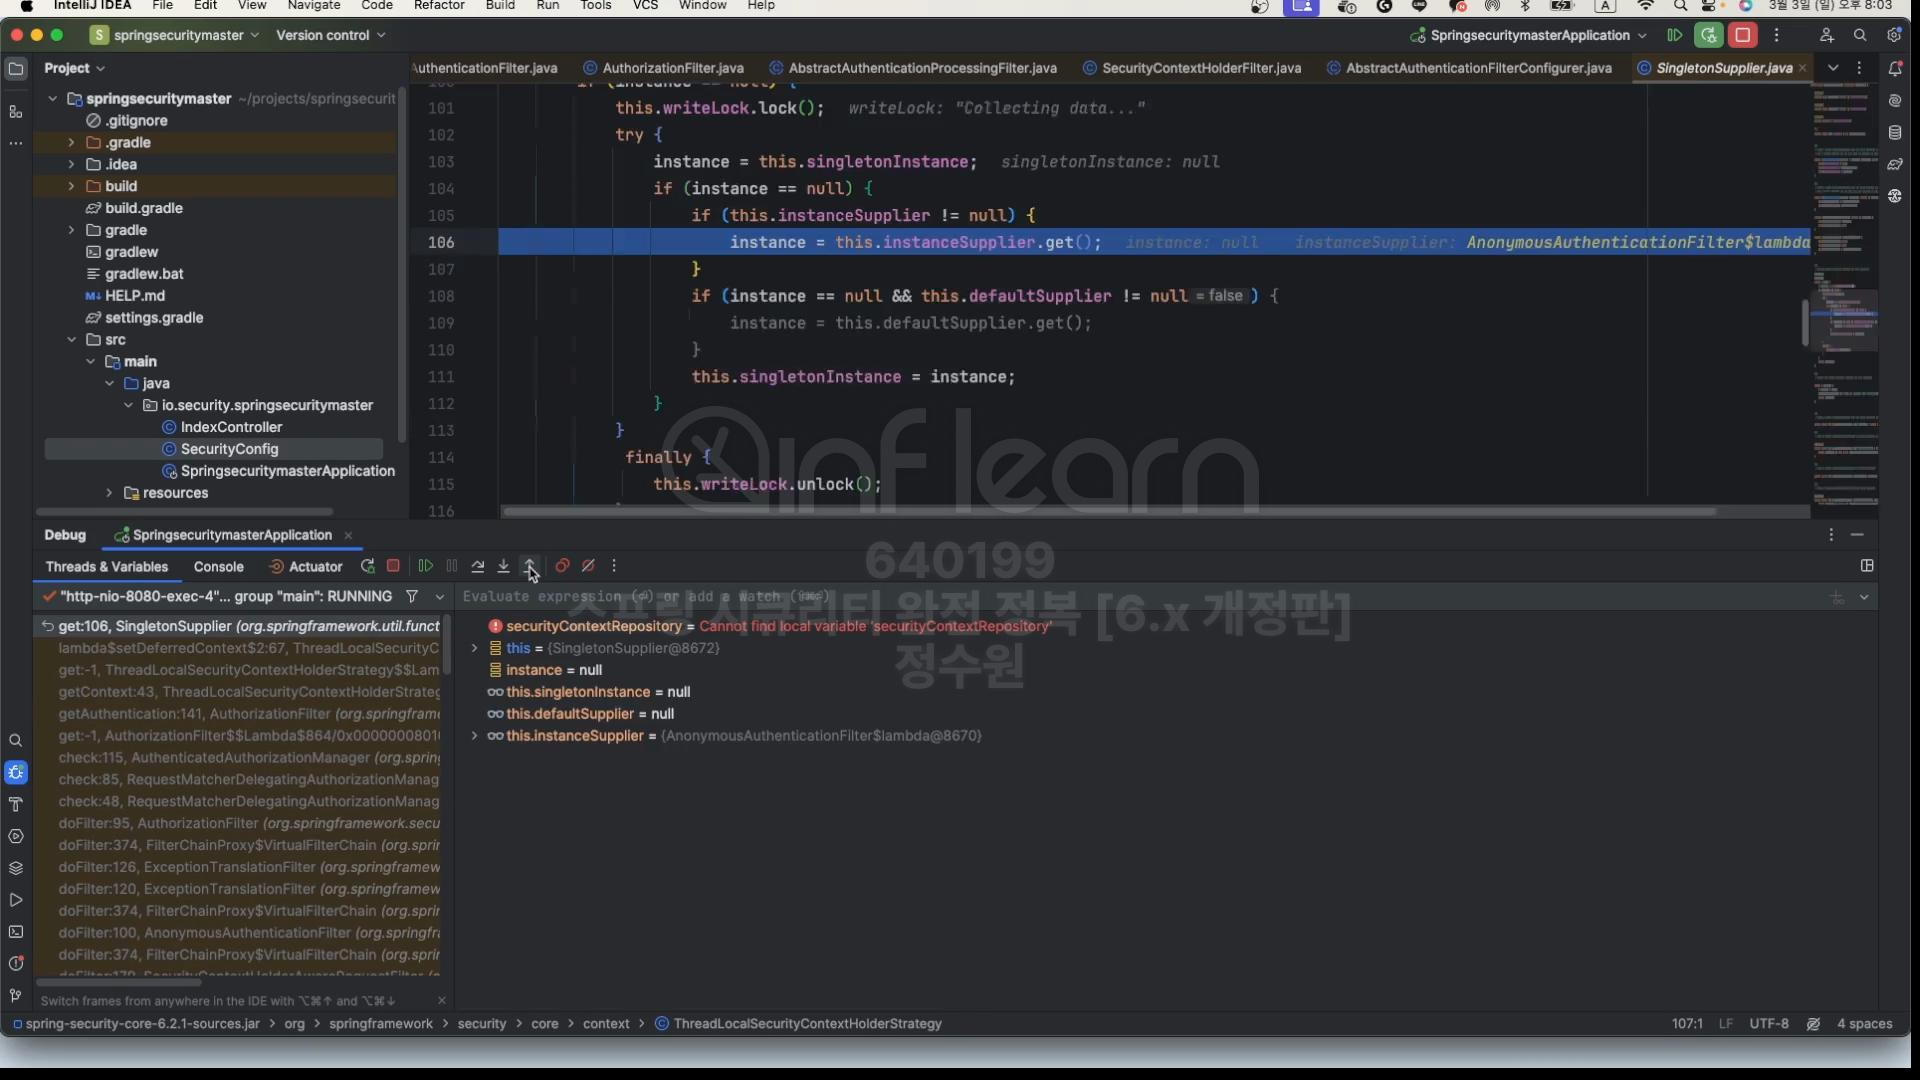 IntelliJ IDEA File Edit View Navigate Code Refactor Build Run Tools VCS Window Help A 3월 3일 (일) 오후 8:03
S springsecuritymaster Version control SpringsecuritymasterApplication
Project
uthenticationFilter.java AuthorizationFilter.java AbstractAuthenticationProcessingFilter.java SecurityContextHolderFilter.java AbstractAuthenticationFilterConfigurer.java SingletonSupplier.java
springsecuritymaster ~/projects/springsecurit
.gitignore
.gradle
.idea
build
build.gradle
gradle
gradlew
gradlew.bat
M↓ HELP.md
settings.gradle
src
main
java
io.security.springsecuritymaster
IndexController
SecurityConfig
SpringsecuritymasterApplication
resources
101 this.writeLock.lock(); writeLock: "Collecting data..."
102 try {
103 instance = this.singletonInstance; singletonInstance: null
104 if (instance == null) {
105 if (this.instanceSupplier != null) {
106 instance = this.instanceSupplier.get(); instance: null instanceSupplier: AnonymousAuthenticationFilter$lambda
107 }
108 if (instance == null && this.defaultSupplier != null = false ) {
109 instance = this.defaultSupplier.get();
110 }
111 this.singletonInstance = instance;
112 }
113 }
114 finally {
115 this.writeLock.unlock();
116
inflearn
640199
스프링 시큐리티 완전 정복 [6.x 개정판]
정수원
Debug SpringsecuritymasterApplication
Threads & Variables Console Actuator
"http-nio-8080-exec-4"... group "main": RUNNING
Evaluate expression (⏎) or add a watch (⇧⌘⏎)
get:106, SingletonSupplier (org.springframework.util.funct
lambda$setDeferredContext$2:67, ThreadLocalSecurityC
get:-1, ThreadLocalSecurityContextHolderStrategy$$Lam
getContext:43, ThreadLocalSecurityContextHolderStrateg
getAuthentication:141, AuthorizationFilter (org.springfram
get:-1, AuthorizationFilter$$Lambda$864/0x0000000801
check:115, AuthenticatedAuthorizationManager (org.sprin
check:85, RequestMatcherDelegatingAuthorizationManag
check:48, RequestMatcherDelegatingAuthorizationManag
doFilter:95, AuthorizationFilter (org.springframework.secu
doFilter:374, FilterChainProxy$VirtualFilterChain (org.sprir
doFilter:126, ExceptionTranslationFilter (org.springframew
doFilter:120, ExceptionTranslationFilter (org.springframew
doFilter:374, FilterChainProxy$VirtualFilterChain (org.sprir
doFilter:100, AnonymousAuthenticationFilter (org.springfr
doFilter:374, FilterChainProxy$VirtualFilterChain (org.sprir
securityContextRepository = Cannot find local variable 'securityContextRepository'
this = {SingletonSupplier@8672}
instance = null
this.singletonInstance = null
this.defaultSupplier = null
this.instanceSupplier = {AnonymousAuthenticationFilter$lambda@8670}
Switch frames from anywhere in the IDE with ⌥⌘↑ and ⌥⌘↓
spring-security-core-6.2.1-sources.jar > org > springframework > security > core > context > ThreadLocalSecurityContextHolderStrategy 107:1 LF UTF-8 4 spaces